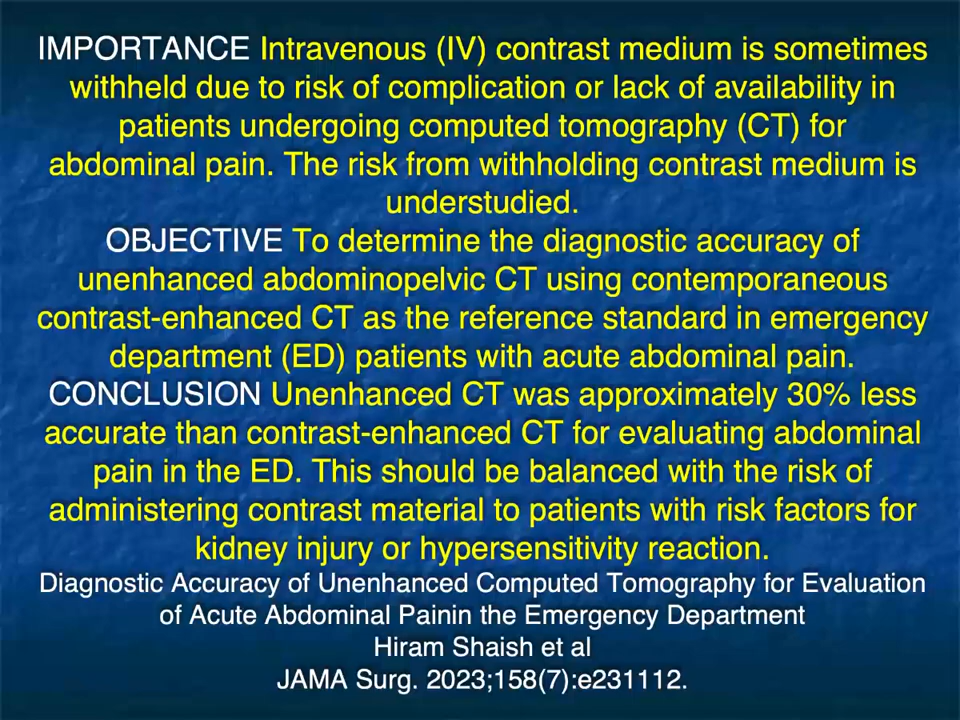 IMPORTANCE Intravenous (IV) contrast medium is sometimes
withheld due to risk of complication or lack of availability in
patients undergoing computed tomography (CT) for
abdominal pain. The risk from withholding contrast medium is
understudied.
OBJECTIVE To determine the diagnostic accuracy of
unenhanced abdominopelvic CT using contemporaneous
contrast-enhanced CT as the reference standard in emergency
department (ED) patients with acute abdominal pain.
CONCLUSION Unenhanced CT was approximately 30% less
accurate than contrast-enhanced CT for evaluating abdominal
pain in the ED. This should be balanced with the risk of
administering contrast material to patients with risk factors for
kidney injury or hypersensitivity reaction.
Diagnostic Accuracy of Unenhanced Computed Tomography for Evaluation
of Acute Abdominal Painin the Emergency Department
Hiram Shaish et al
JAMA Surg. 2023;158(7):e231112.